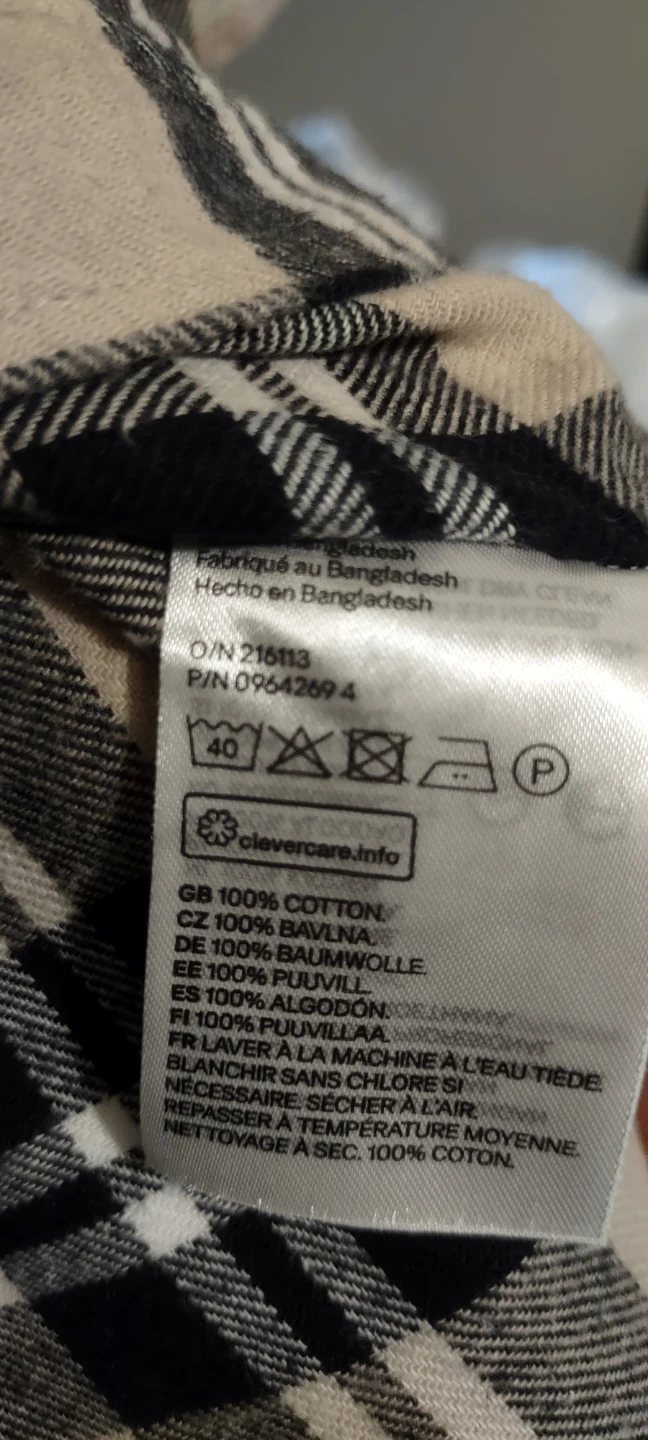 Fabriqué au Bangladesh
Hecho en Bangladesh
O/N 216113
P/N 0964269 4
40
P
clevercare.info
GB 100% COTTON.
CZ 100% BAVLNA.
DE 100% BAUMWOLLE.
EE 100% PUUVILL.
ES 100% ALGODÓN.
FI 100% PUUVILLAA.
FR LAVER À LA MACHINE À L'EAU TIÈDE.
BLANCHIR SANS CHLORE SI
NÉCESSAIRE. SÉCHER À L'AIR.
REPASSER À TEMPÉRATURE MOYENNE.
NETTOYAGE À SEC. 100% COTON.